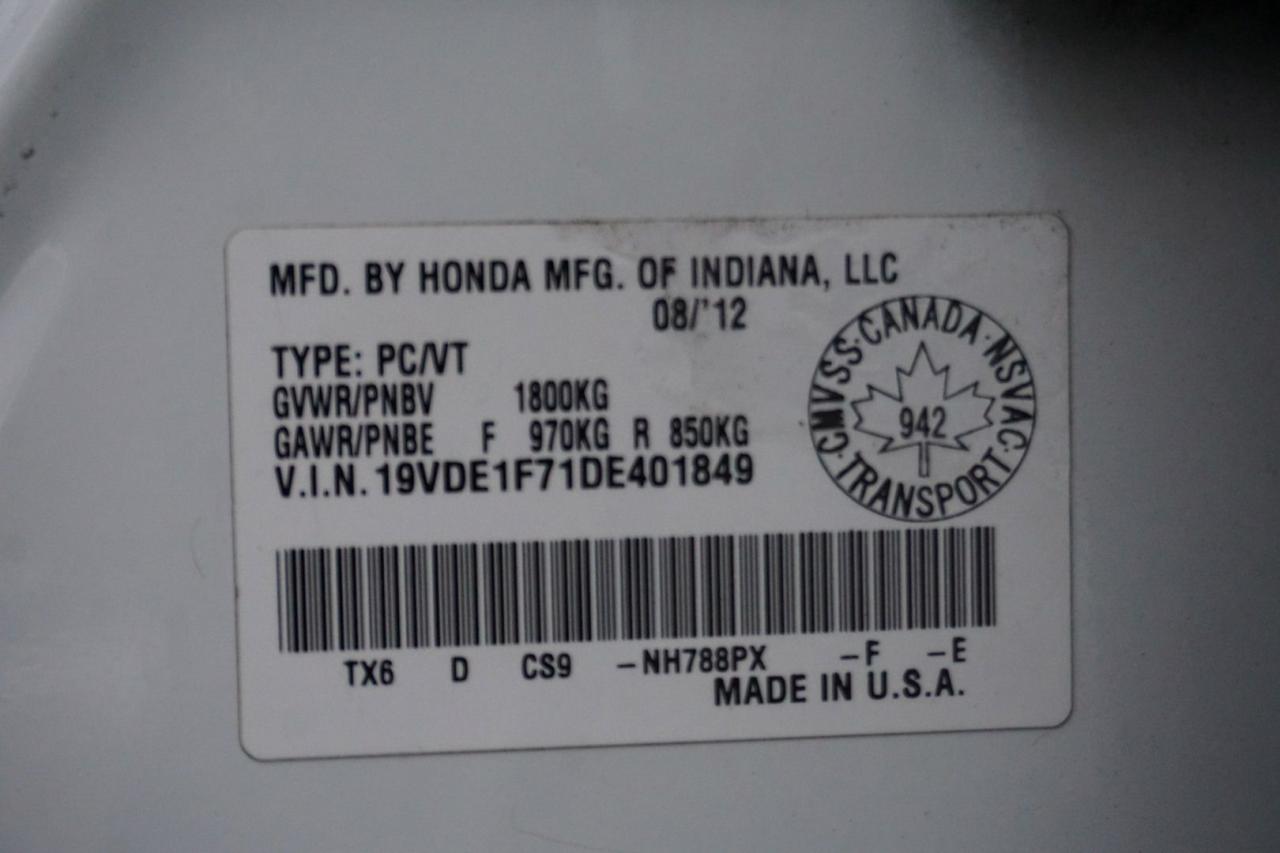 MFD. BY HONDA MFG. OF INDIANA, LLC
08/'12
TYPE: PC/VT
GVWR/PNBV 1800KG
GAWR/PNBE F 970KG R 850KG
V.I.N. 19VDE1F71DE401849
CMVSS·CANADA·NSVAC·TRANSPORT·
942
TX6 D CS9 -NH788PX -F -E
MADE IN U.S.A.